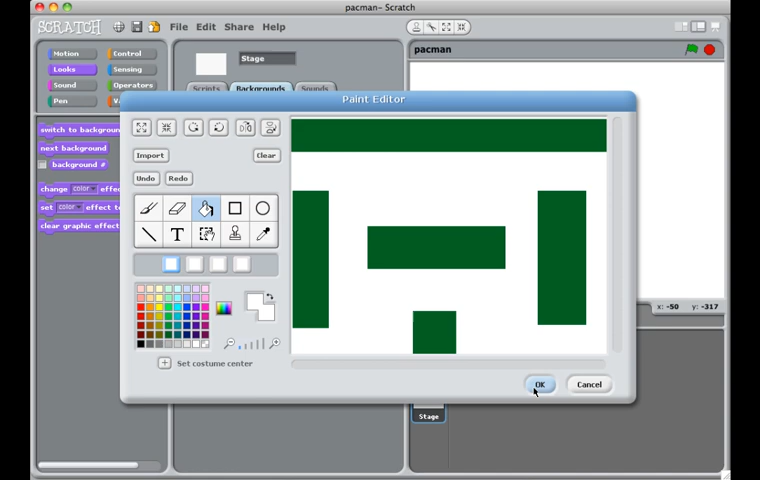 pacman- Scratch
SCRATCH
File Edit Share Help
Motion Control
Looks Sensing
Sound Operators
Pen
Stage
Scripts Backgrounds Sounds
pacman
switch to backgroun
next background
background #
change color effec
set color effect to
clear graphic effect
Paint Editor
Import Clear
Undo Redo
T
Set costume center
OK Cancel
x: -50 y: -317
Stage